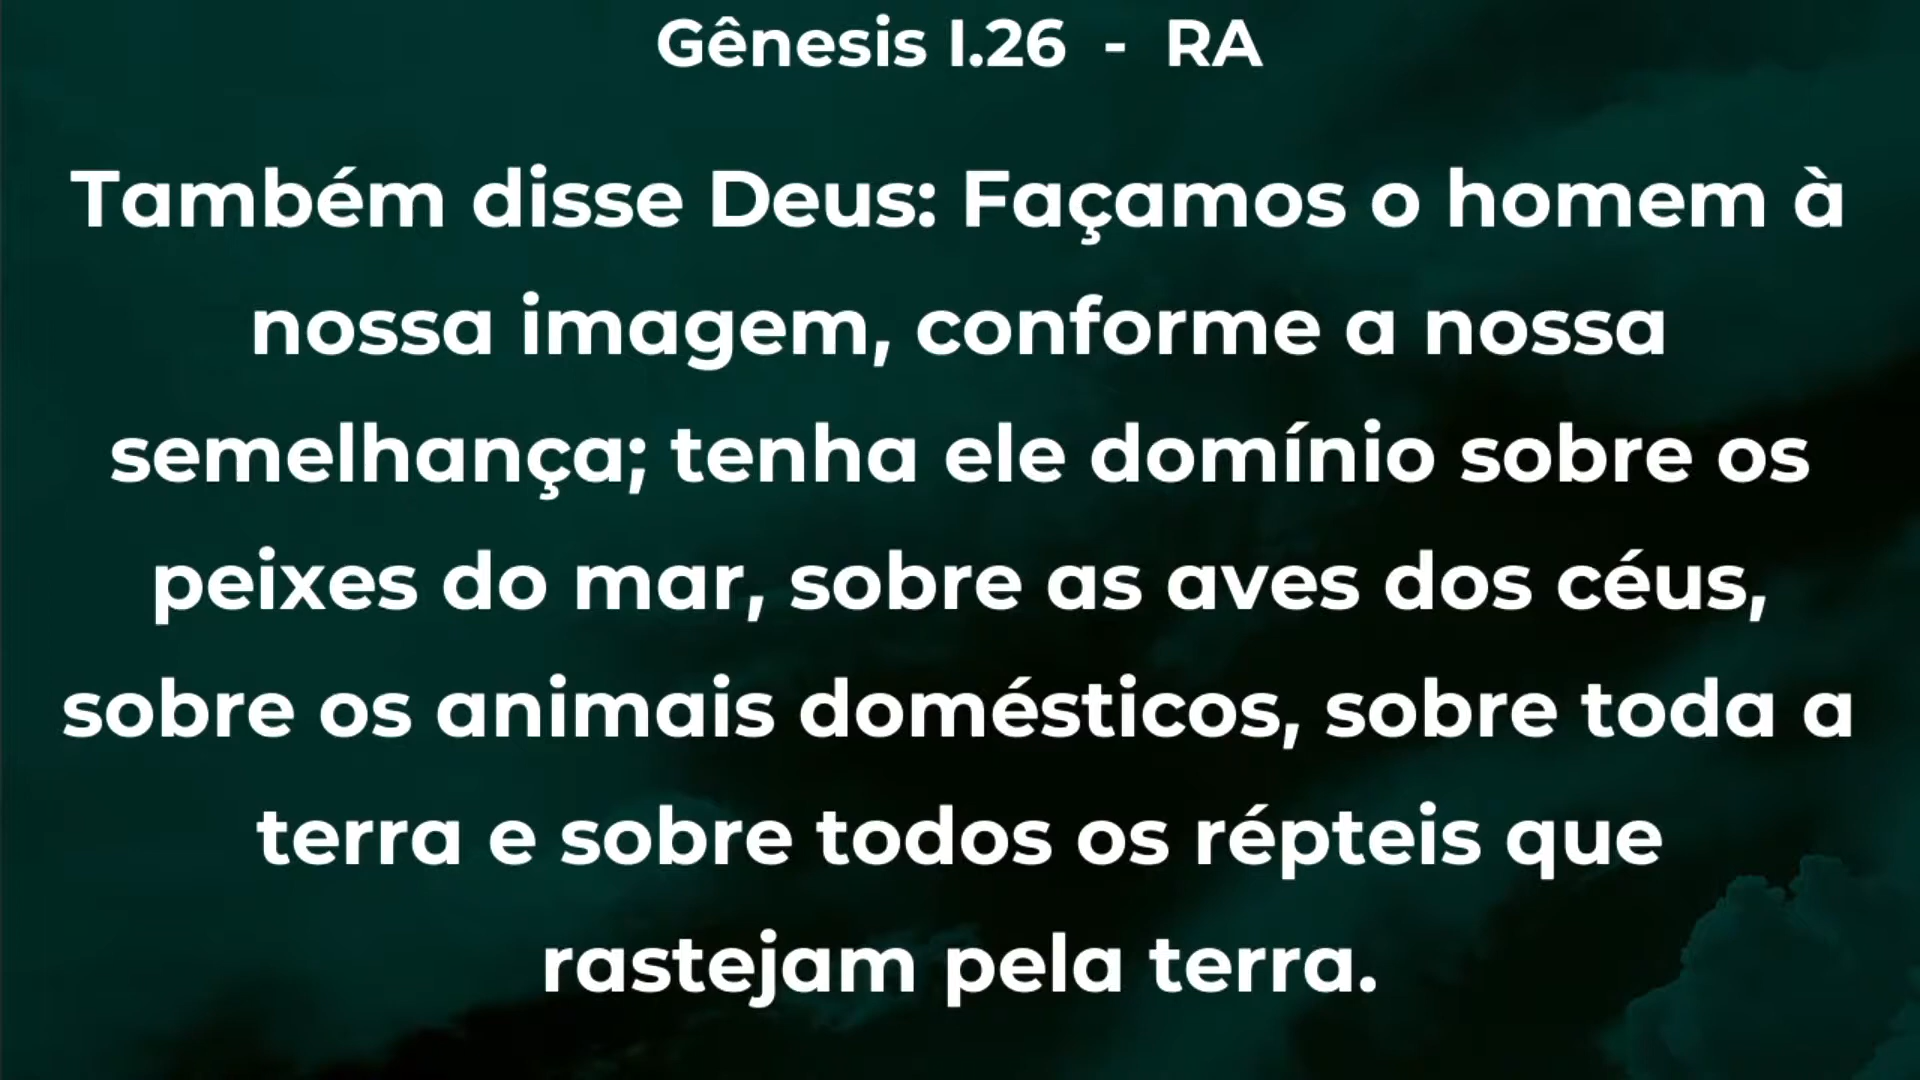 Gênesis I.26 - RA
Também disse Deus: Façamos o homem à
nossa imagem, conforme a nossa
semelhança; tenha ele domínio sobre os
peixes do mar, sobre as aves dos céus,
sobre os animais domésticos, sobre toda a
terra e sobre todos os répteis que
rastejam pela terra.